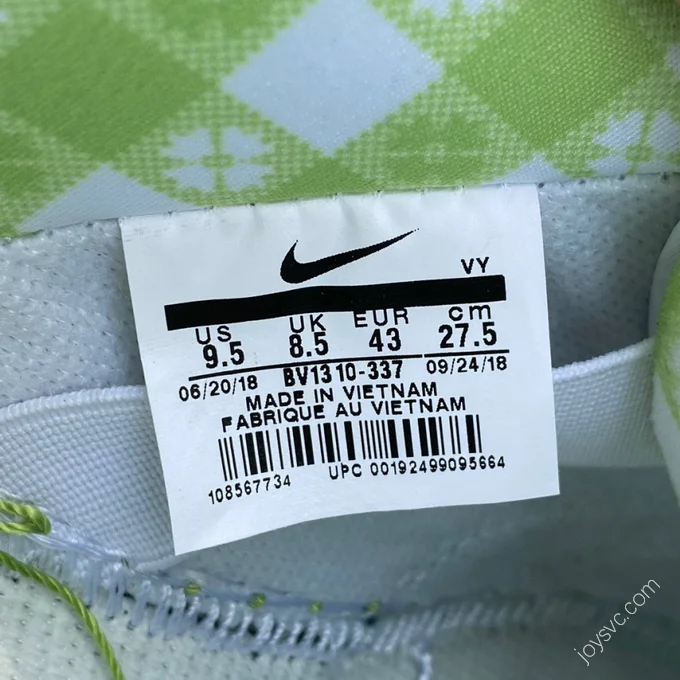 VY
US UK EUR cm
9.5 8.5 43 27.5
06/20/18 BV1310-337 09/24/18
MADE IN VIETNAM
FABRIQUE AU VIETNAM
108567734 UPC 00192499095664
joysvc.com